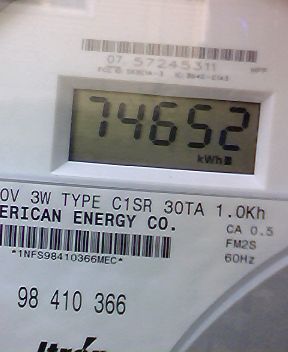 07 57245311
74652
kWh
0V 3W TYPE C1SR 30TA 1.0Kh
ERICAN ENERGY CO.
CA 0.5
FM2S
60Hz
*1NFS98410366MEC*
98 410 366
Itron